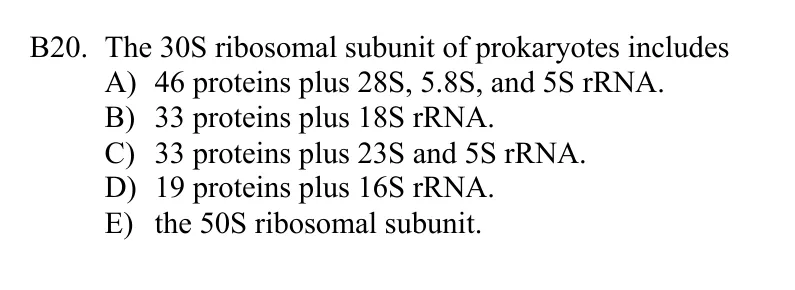 B20. The 30S ribosomal subunit of prokaryotes includes
A) 46 proteins plus 28S, 5.8S, and 5S rRNA.
B) 33 proteins plus 18S rRNA.
C) 33 proteins plus 23S and 5S rRNA.
D) 19 proteins plus 16S rRNA.
E) the 50S ribosomal subunit.